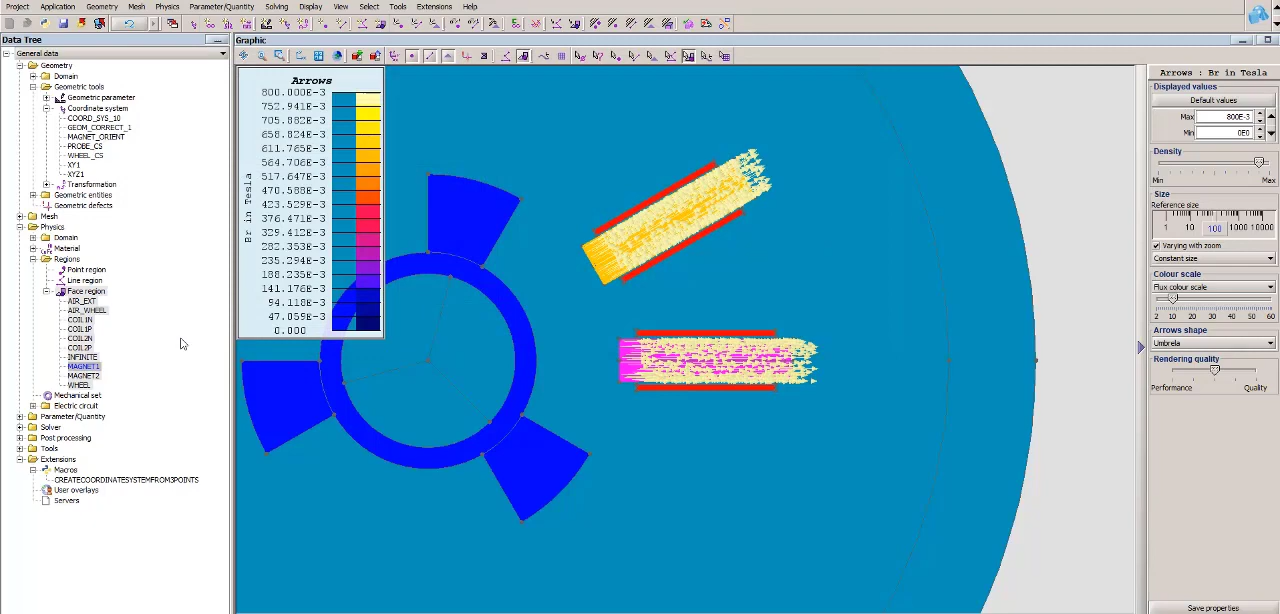 Project Application Geometry Mesh Physics Parameter/Quantity Solving Display View Select Tools Extensions Help
Data Tree
General data
Geometry
Domain
Geometric tools
Geometric parameter
Coordinate system
COORD_SYS_10
GEOM_CORRECT_1
MAGNET_ORIENT
PROBE_CS
WHEEL_CS
XY1
XYZ1
Transformation
Geometric entities
Geometric defects
Mesh
Physics
Domain
Material
Regions
Point region
Line region
Face region
AIR_EXT
AIR_WHEEL
COIL1N
COIL1P
COIL2N
COIL2P
INFINITE
MAGNET1
MAGNET2
WHEEL
Mechanical set
Electric circuit
Parameter/Quantity
Solver
Post processing
Tools
Extensions
Macros
CREATECOORDINATESYSTEMFROM3POINTS
User overlays
Servers
Graphic
Arrows
Br in Tesla
800.000E-3
752.941E-3
705.882E-3
658.824E-3
611.765E-3
564.706E-3
517.647E-3
470.588E-3
423.529E-3
376.471E-3
329.412E-3
282.353E-3
235.294E-3
188.235E-3
141.176E-3
94.118E-3
47.059E-3
0.000
Arrows : Br in Tesla
Displayed values
Default values
Max 800E-3
Min 0E0
Density
Min Max
Size
Reference size
1 10 100 1000 10000
Varying with zoom
Constant size
Colour scale
Flux colour scale
2 10 20 30 40 50 60
Arrows shape
Umbrela
Rendering quality
Performance Quality
Save properties